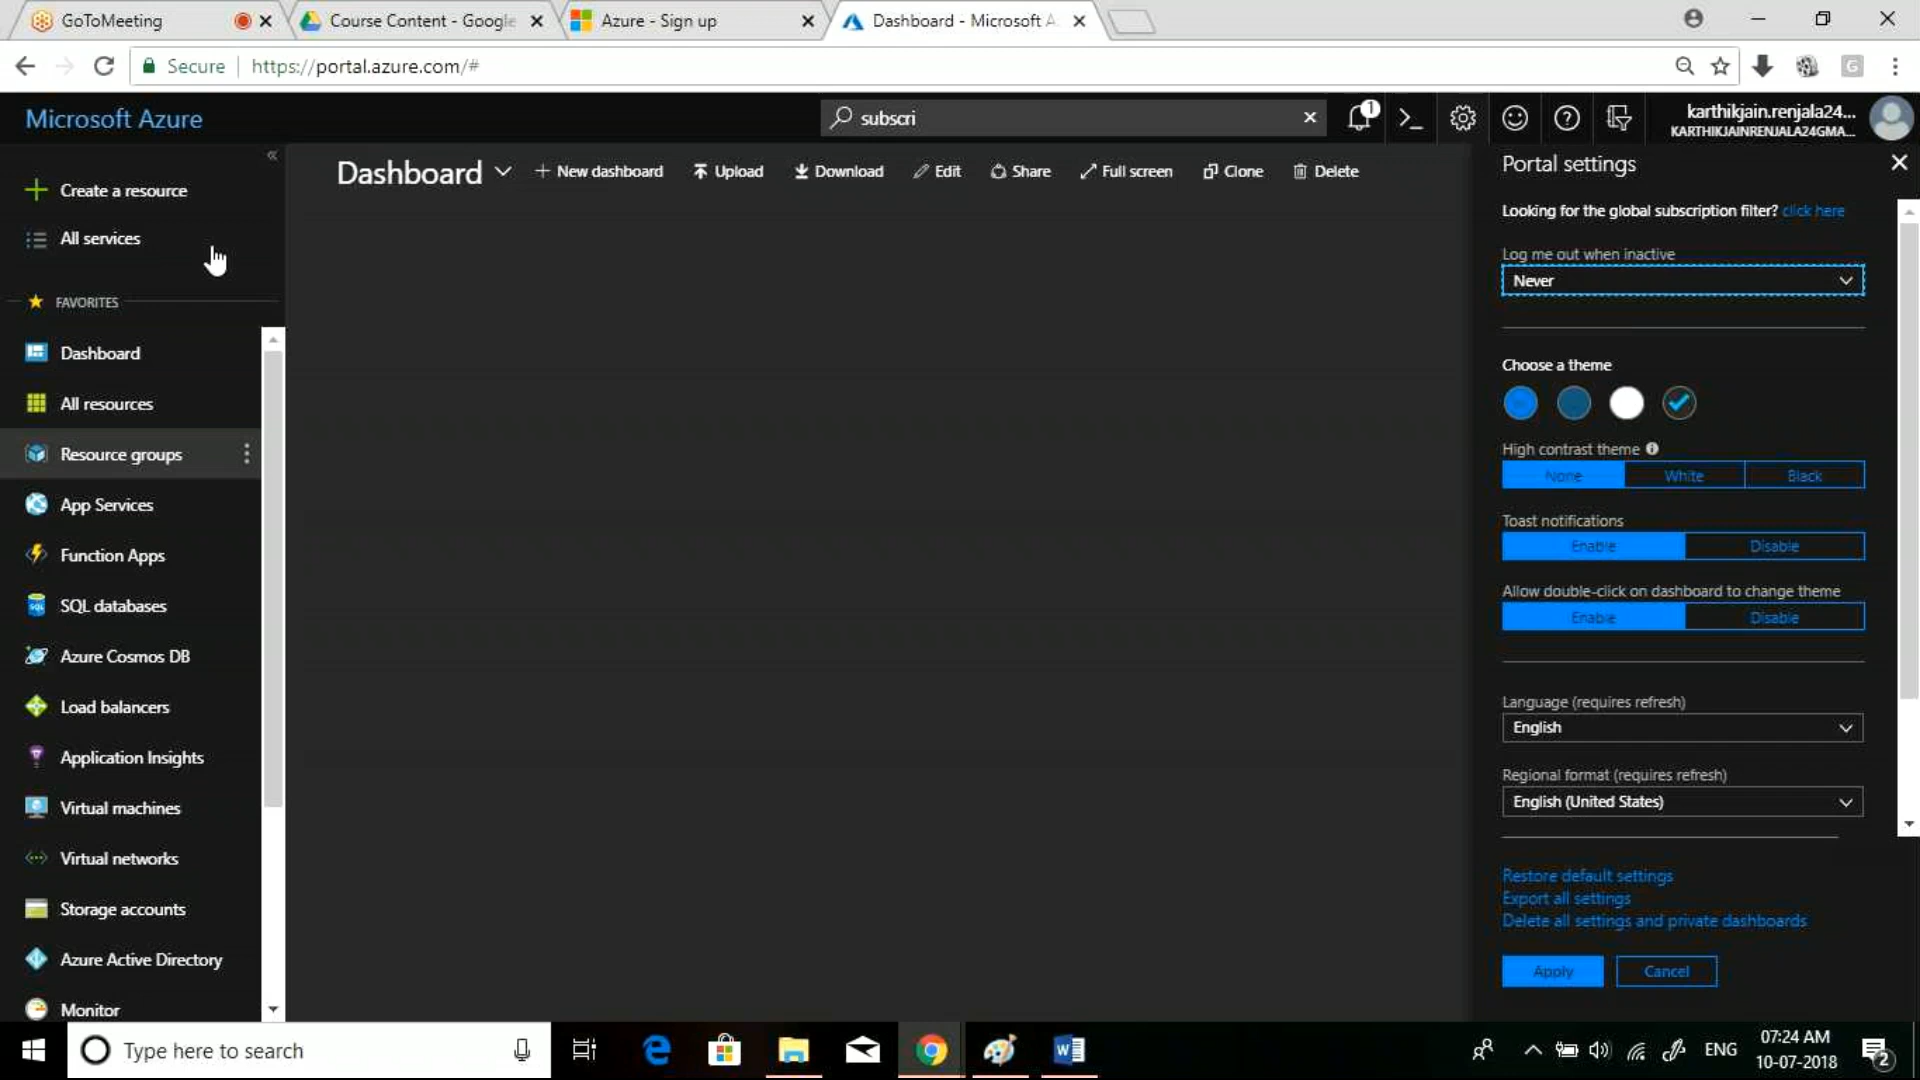 GoToMeeting
Course Content - Google
Azure - Sign up
Dashboard - Microsoft A
Secure
https://portal.azure.com/#
G
Microsoft Azure
subscri
1
karthikjain.renjala24...
KARTHIKJAINRENJALA24GMA...
Create a resource
All services
FAVORITES
Dashboard
All resources
Resource groups
App Services
Function Apps
SQL databases
Azure Cosmos DB
Load balancers
Application Insights
Virtual machines
Virtual networks
Storage accounts
Azure Active Directory
Monitor
Dashboard
+ New dashboard
Upload
Download
Edit
Share
Full screen
Clone
Delete
Portal settings
Looking for the global subscription filter? click here
Log me out when inactive
Never
Choose a theme
High contrast theme
None White Black
Toast notifications
Enable Disable
Allow double-click on dashboard to change theme
Enable Disable
Language (requires refresh)
English
Regional format (requires refresh)
English (United States)
Restore default settings
Export all settings
Delete all settings and private dashboards
Apply Cancel
Type here to search
ENG
07:24 AM
10-07-2018
2